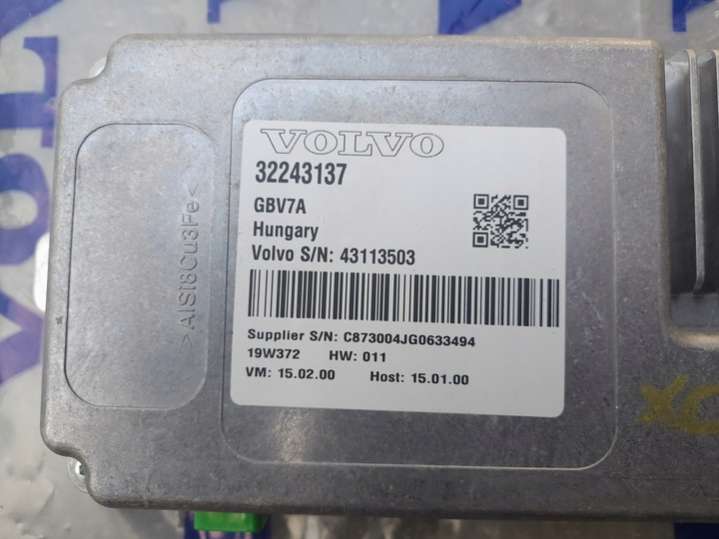 VOLVO
32243137
GBV7A
Hungary
Volvo S/N: 43113503
Supplier S/N: C873004JG0633494
19W372 HW: 011
VM: 15.02.00 Host: 15.01.00
>AlSi8Cu3Fe<